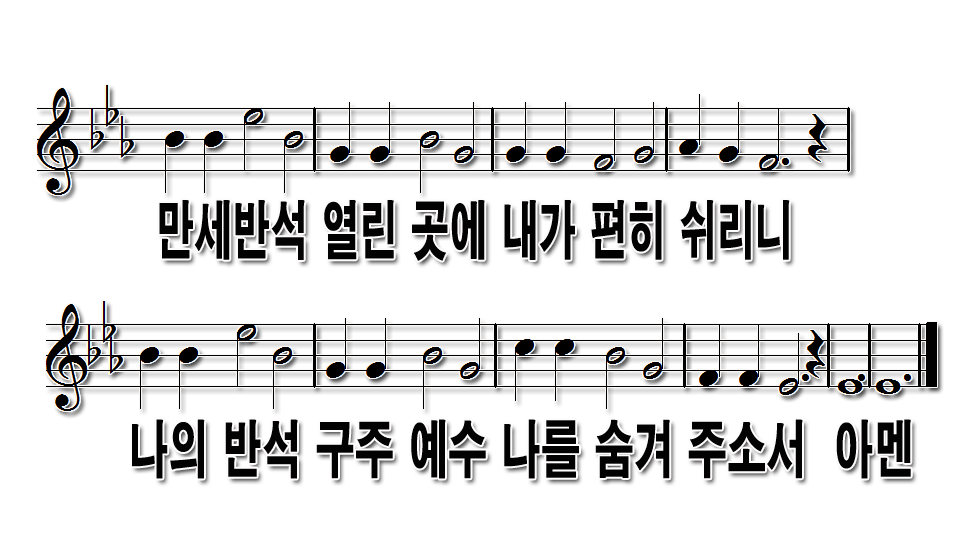 만세반석 열린 곳에 내가 편히 쉬리니
나의 반석 구주 예수 나를 숨겨 주소서 아멘